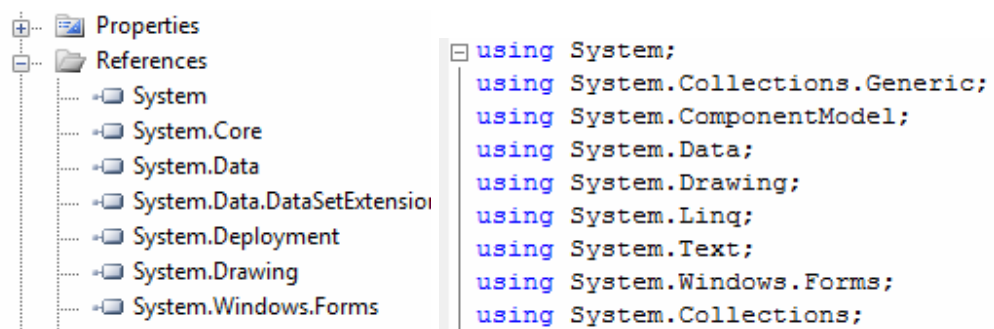 Properties
References
System
System.Core
System.Data
System.Data.DataSetExtension
System.Deployment
System.Drawing
System.Windows.Forms
using System;
using System.Collections.Generic;
using System.ComponentModel;
using System.Data;
using System.Drawing;
using System.Linq;
using System.Text;
using System.Windows.Forms;
using System.Collections;